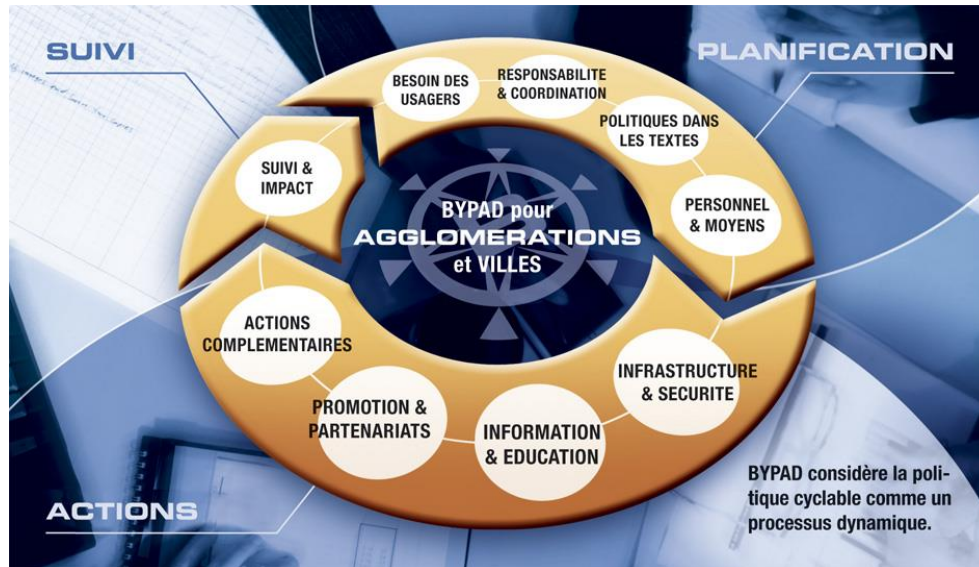 SUIVI
PLANIFICATION
BESOIN DES
USAGERS
RESPONSABILITE
& COORDINATION
POLITIQUES DANS
LES TEXTES
PERSONNEL
& MOYENS
SUIVI &
IMPACT
BYPAD pour
AGGLOMERATIONS
et VILLES
ACTIONS
COMPLEMENTAIRES
INFRASTRUCTURE
& SECURITE
PROMOTION &
PARTENARIATS
INFORMATION
& EDUCATION
ACTIONS
BYPAD considère la poli-
tique cyclable comme un
processus dynamique.